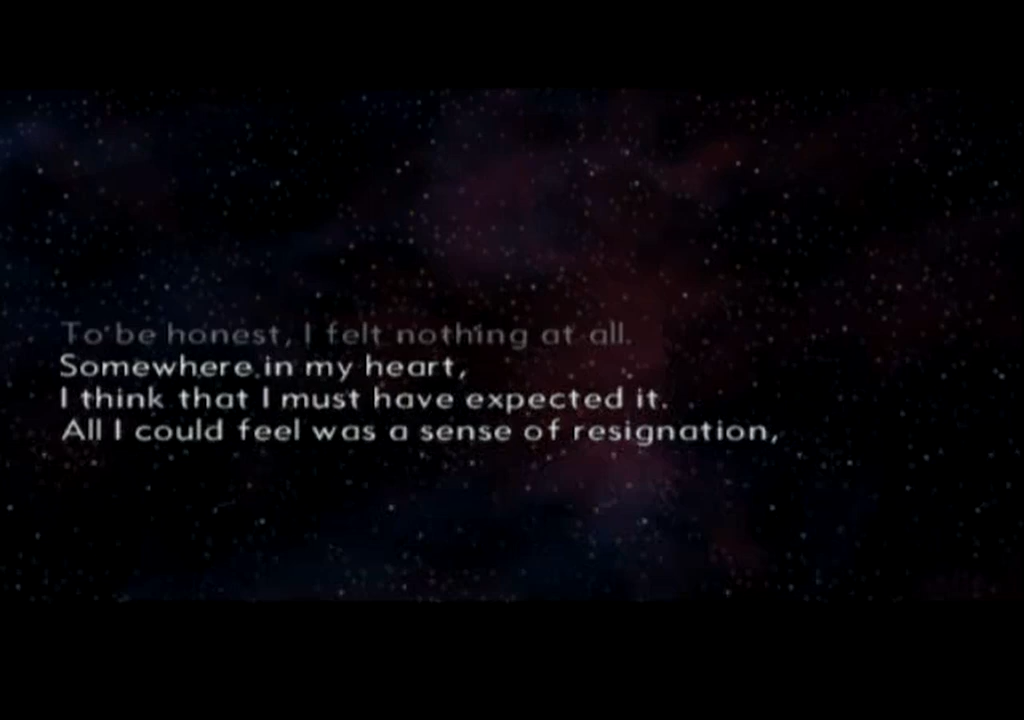 To be honest, I felt nothing at all.
Somewhere in my heart,
I think that I must have expected it.
All I could feel was a sense of resignation,